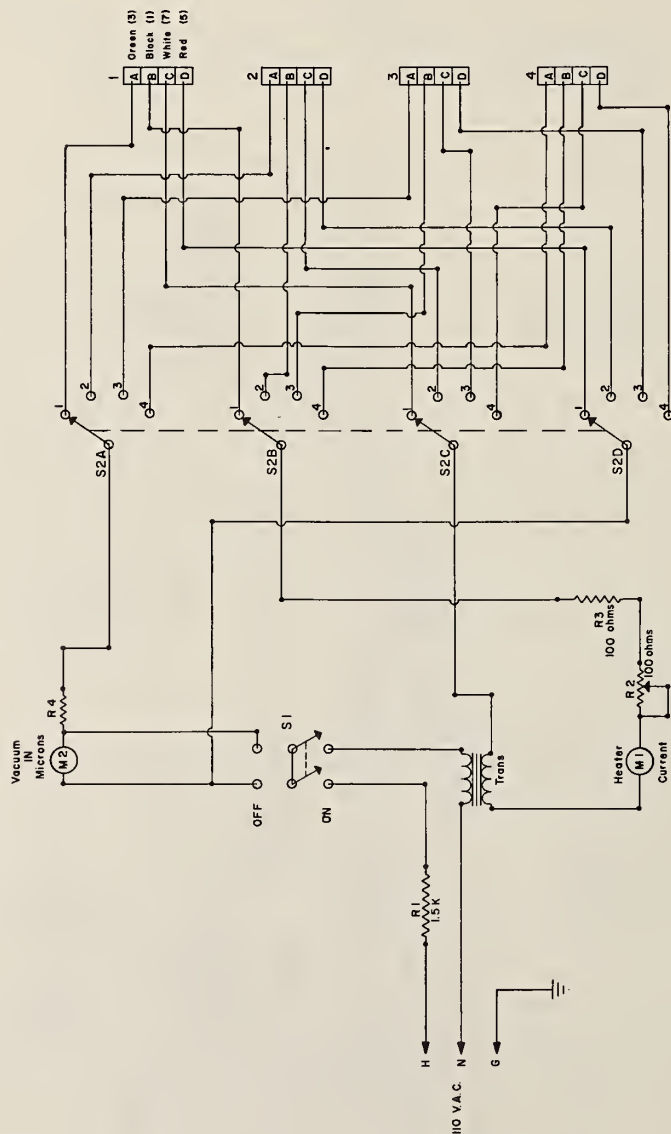 1
Green (3)
Black (1)
White (7)
Red (5)
A
B
C
D
2
A
B
C
D
3
A
B
C
D
4
A
B
C
D
1
2
3
4
S2A
1
2
3
4
S2B
1
2
3
4
S2C
1
2
3
4
S2D
Vacuum
IN
Microns
M2
R4
OFF
S1
ON
R3
100 ohms
R2
100 ohms
Heater
M1
Current
Trans
R1
1.5K
H
N
G
110 V.A.C.